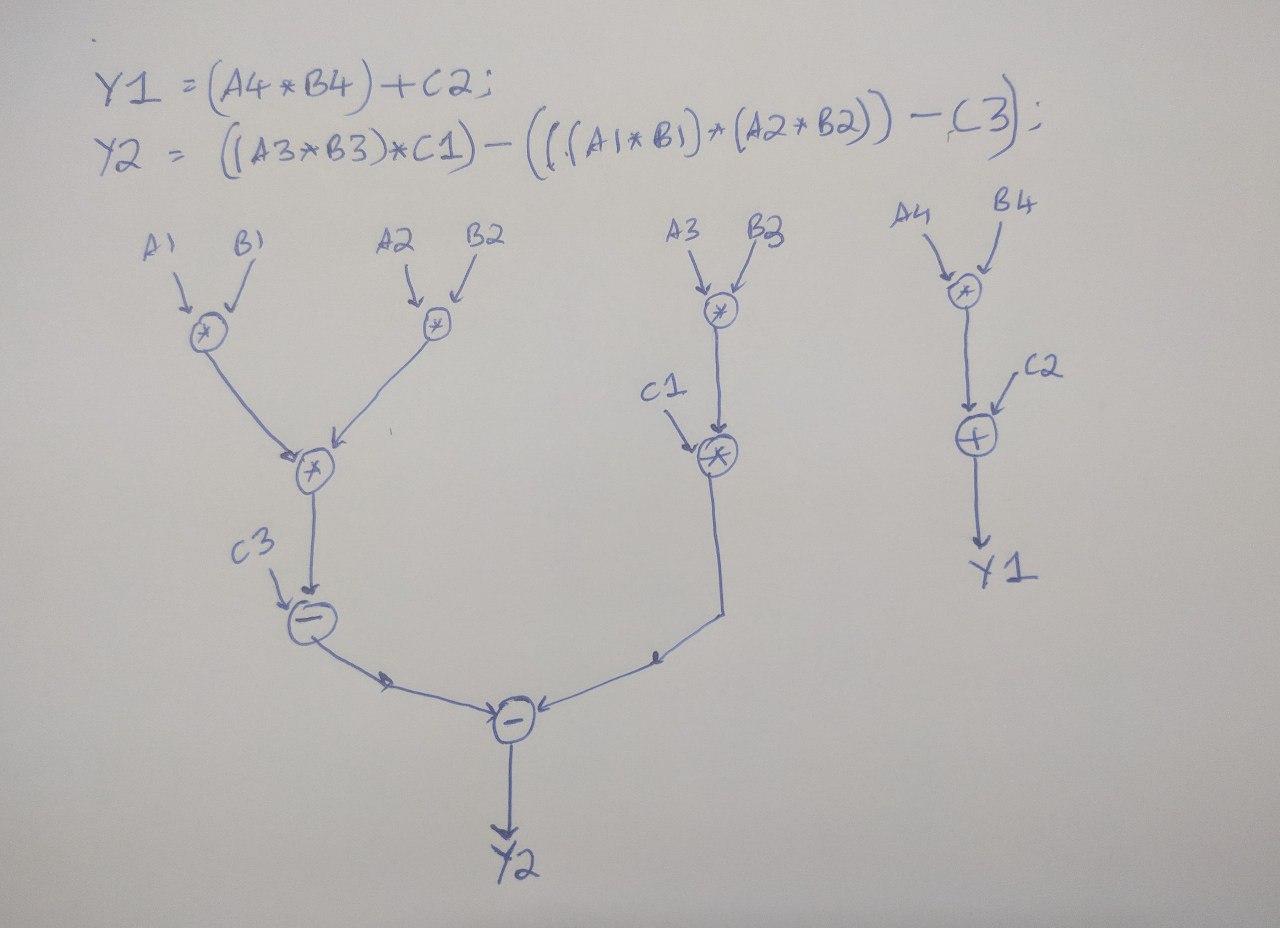 Y1 = (A4 * B4) + C2;
Y2 = ((A3*B3)*C1) - (((A1*B1)*(A2*B2)) - C3);
A1 B1 A2 B2 A3 B3 A4 B4
* * * *
C1 C2
* * +
C3 Y1
-
-
Y2